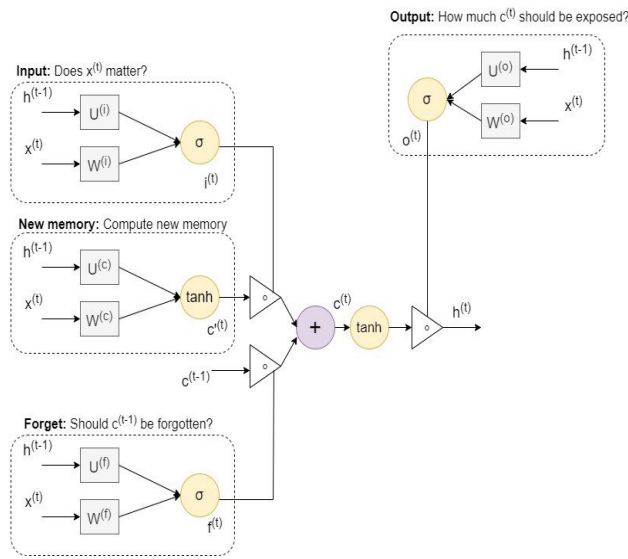 Output: How much c(t) should be exposed?
U(o)
h(t-1)
σ
W(o)
x(t)
o(t)
Input: Does x(t) matter?
h(t-1)
U(i)
σ
x(t)
W(i)
i(t)
New memory: Compute new memory
h(t-1)
U(c)
tanh
x(t)
W(c)
c'(t)
∘
c(t-1)
∘
+
c(t)
tanh
∘
h(t)
Forget: Should c(t-1) be forgotten?
h(t-1)
U(f)
σ
x(t)
W(f)
f(t)